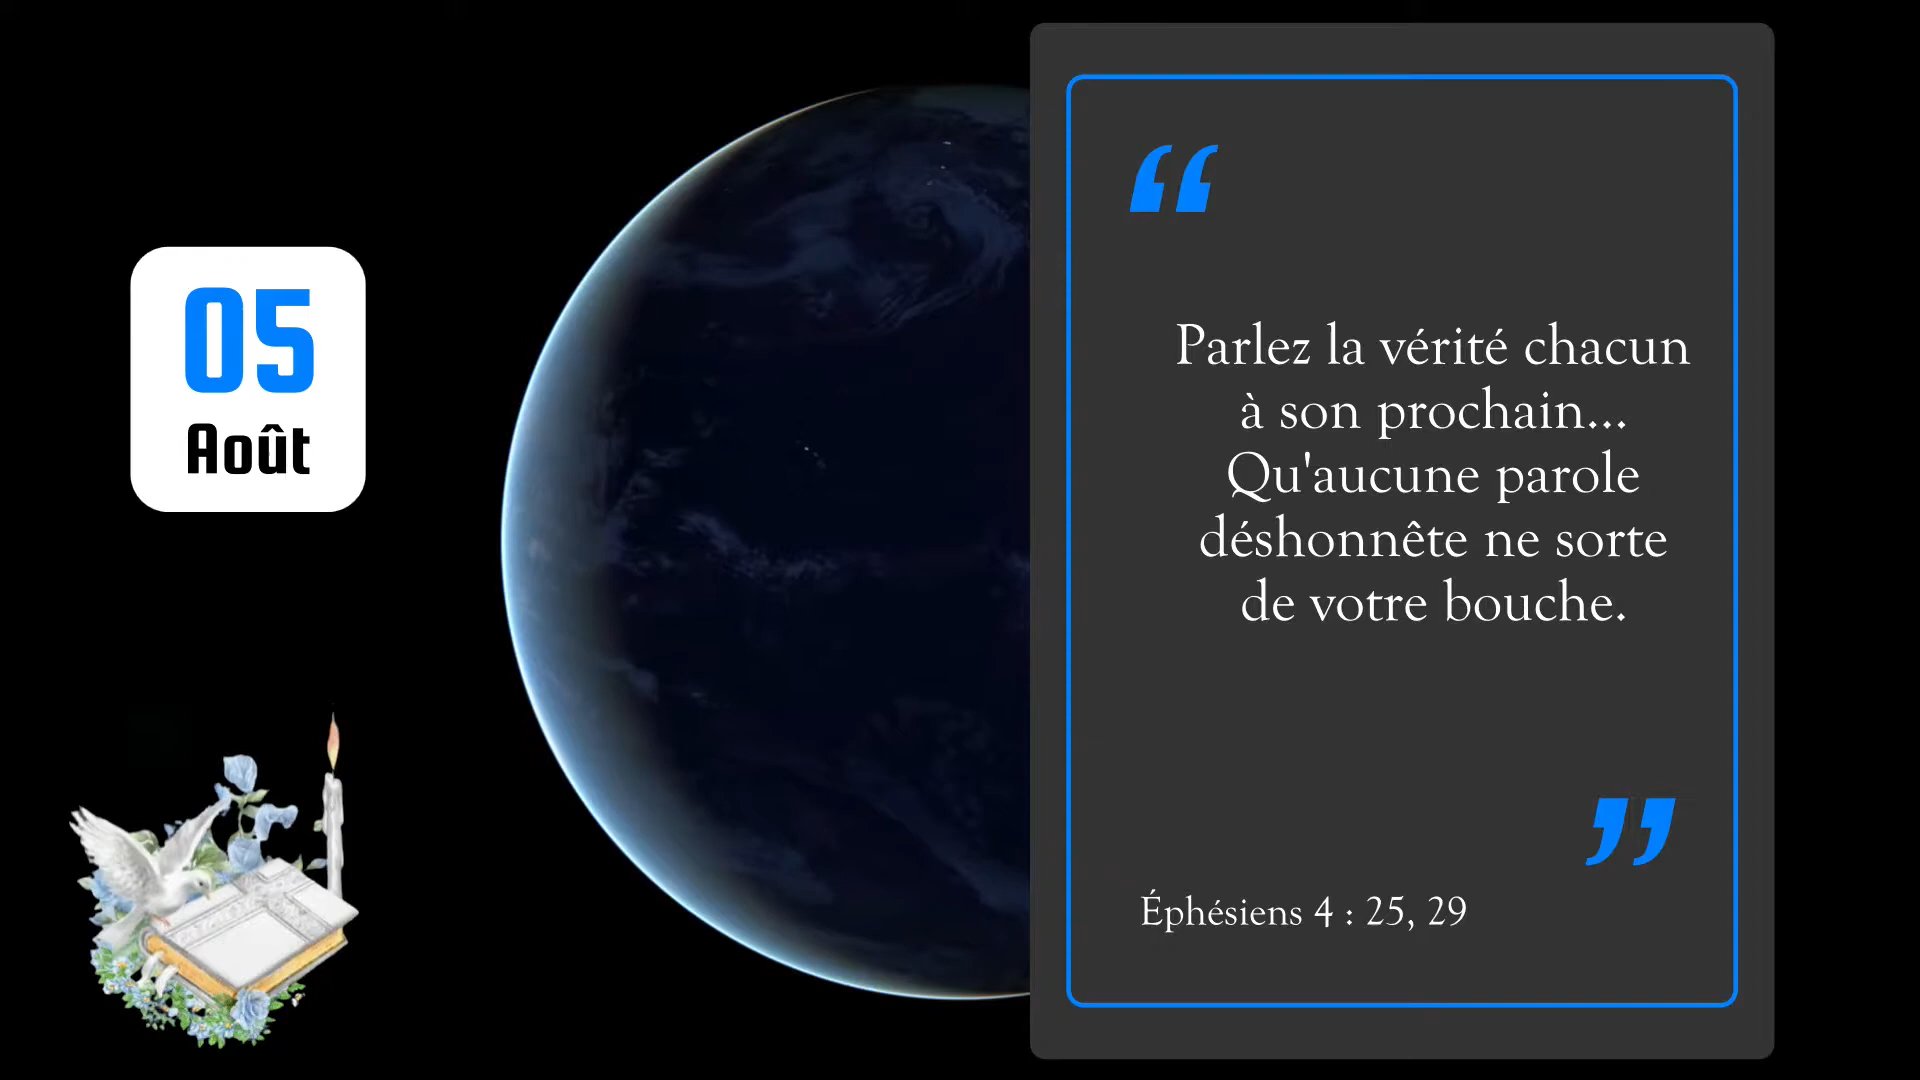 05
Août
“
Parlez la vérité chacun
à son prochain...
Qu'aucune parole
déshonnête ne sorte
de votre bouche.
”
Éphésiens 4 : 25, 29